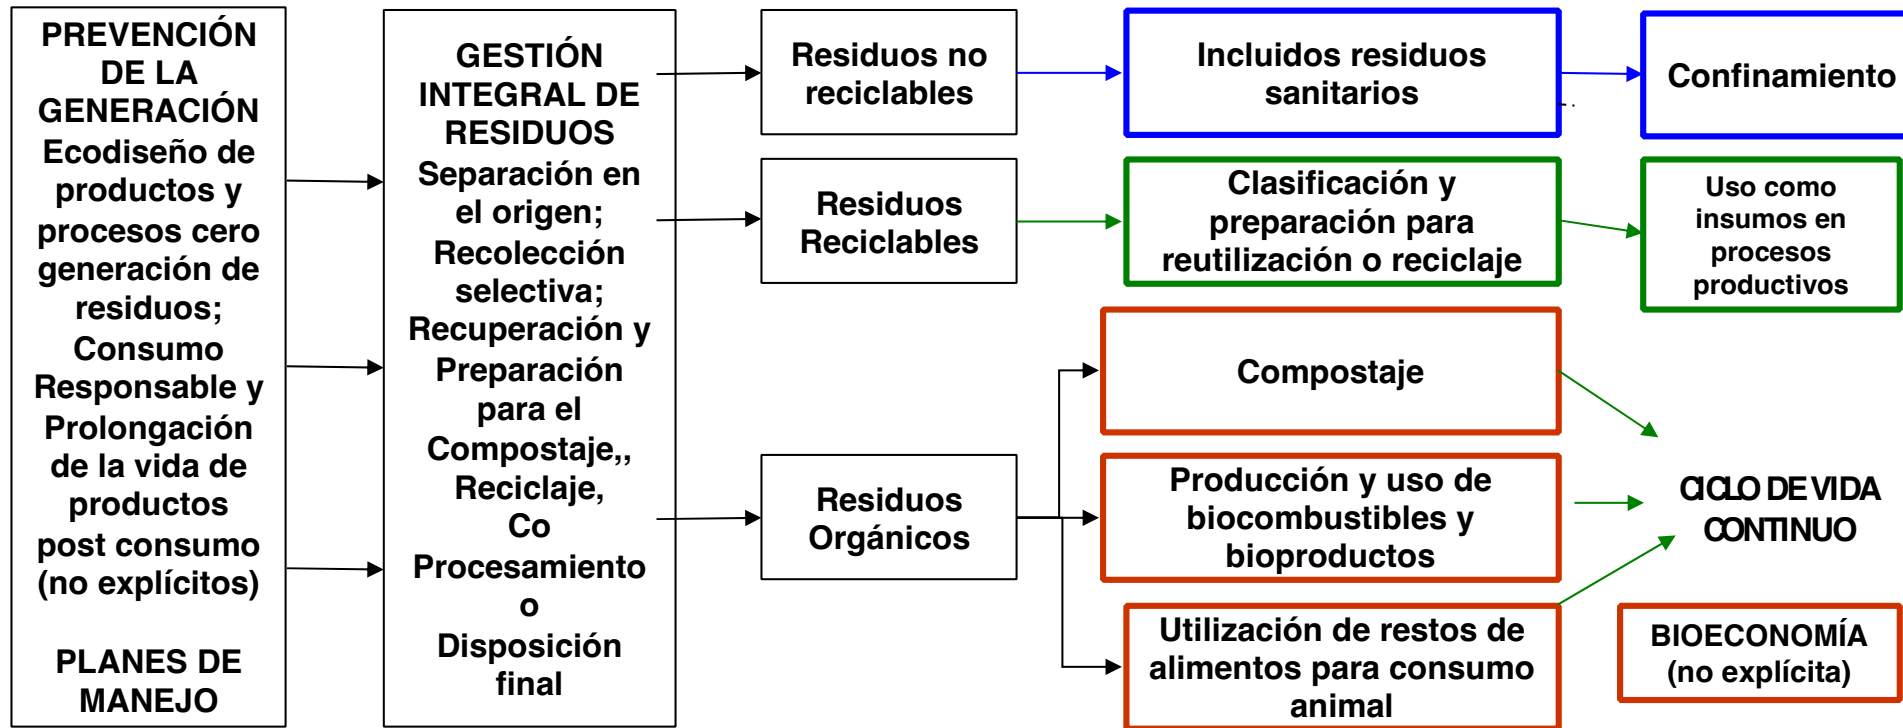 PREVENCIÓN
DE LA
GENERACIÓN
Ecodiseño de
productos y
procesos cero
generación de
residuos;
Consumo
Responsable y
Prolongación
de la vida de
productos
post consumo
(no explícitos)
PLANES DE
MANEJO
GESTIÓN
INTEGRAL DE
RESIDUOS
Separación en
el origen;
Recolección
selectiva;
Recuperación y
Preparación
para el
Compostaje,,
Reciclaje,
Co
Procesamiento
o
Disposición
final
Residuos no
reciclables
Incluidos residuos
sanitarios
Confinamiento
Residuos
Reciclables
Clasificación y
preparación para
reutilización o reciclaje
Uso como
insumos en
procesos
productivos
Residuos
Orgánicos
Compostaje
Producción y uso de
biocombustibles y
bioproductos
Utilización de restos de
alimentos para consumo
animal
CICLO DE VIDA
CONTINUO
BIOECONOMÍA
(no explícita)